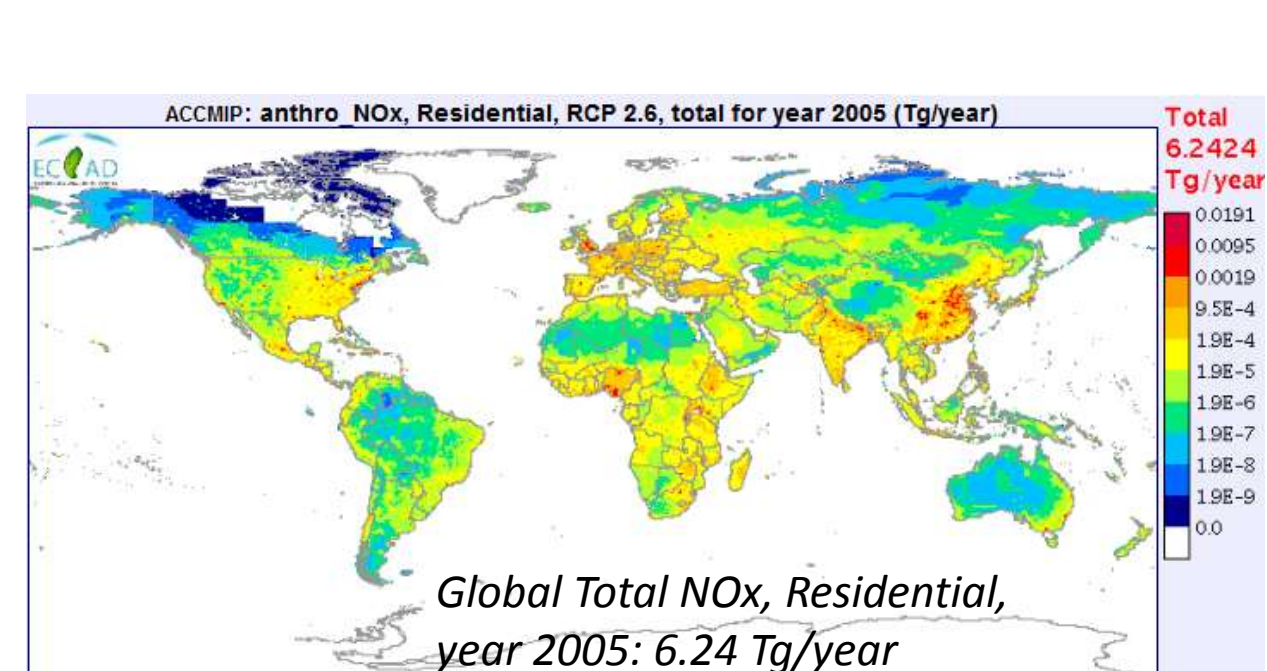 ACCMIP: anthro_NOx, Residential, RCP 2.6, total for year 2005 (Tg/year)
Total
6.2424
Tg/year
ECCAD
0.0191
0.0095
0.0019
9.5E-4
1.9E-4
1.9E-5
1.9E-6
1.9E-7
1.9E-8
1.9E-9
0.0
Global Total NOx, Residential,
year 2005: 6.24 Tg/year